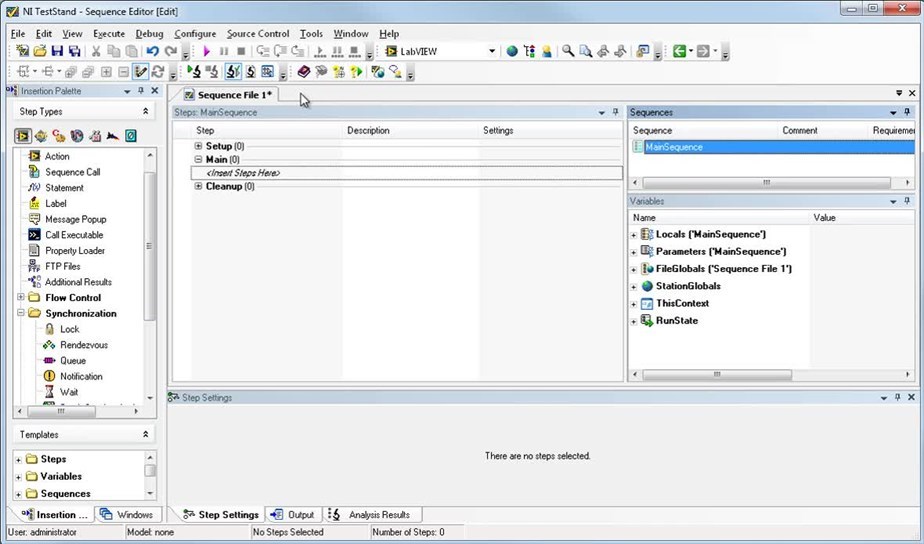 NI TestStand - Sequence Editor [Edit]
File Edit View Execute Debug Configure Source Control Tools Window Help
LabVIEW
Insertion Palette
Step Types
Action
Sequence Call
Statement
Label
Message Popup
Call Executable
Property Loader
FTP Files
Additional Results
Flow Control
Synchronization
Lock
Rendezvous
Queue
Notification
Wait
Templates
Steps
Variables
Sequences
Insertion ... Windows
Sequence File 1*
Steps: MainSequence
Step Description Settings
Setup (0)
Main (0)
<Insert Steps Here>
Cleanup (0)
Sequences
Sequence Comment Requireme
MainSequence
Variables
Name Value
Locals ('MainSequence')
Parameters ('MainSequence')
FileGlobals ('Sequence File 1')
StationGlobals
ThisContext
RunState
Step Settings
There are no steps selected.
Step Settings Output Analysis Results
User: administrator Model: none No Steps Selected Number of Steps: 0